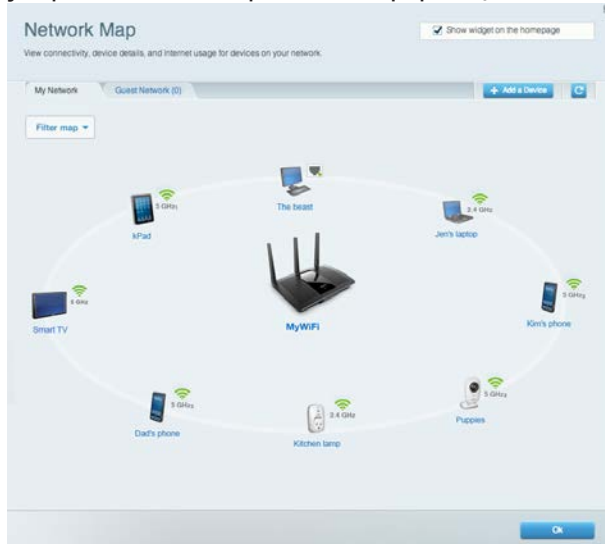 Network Map
Show widget on the homepage
View connectivity, device details, and internet usage for devices on your network.
My Network
Guest Network (0)
+ Add a Device
Filter map
5 GHz
The beast
2.4 GHz
kPad
Jen's laptop
5 GHz
Smart TV
MyWiFi
Kim's phone
5 GHz
2.4 GHz
5 GHz
Dad's phone
Kitchen lamp
Puppies
Ok